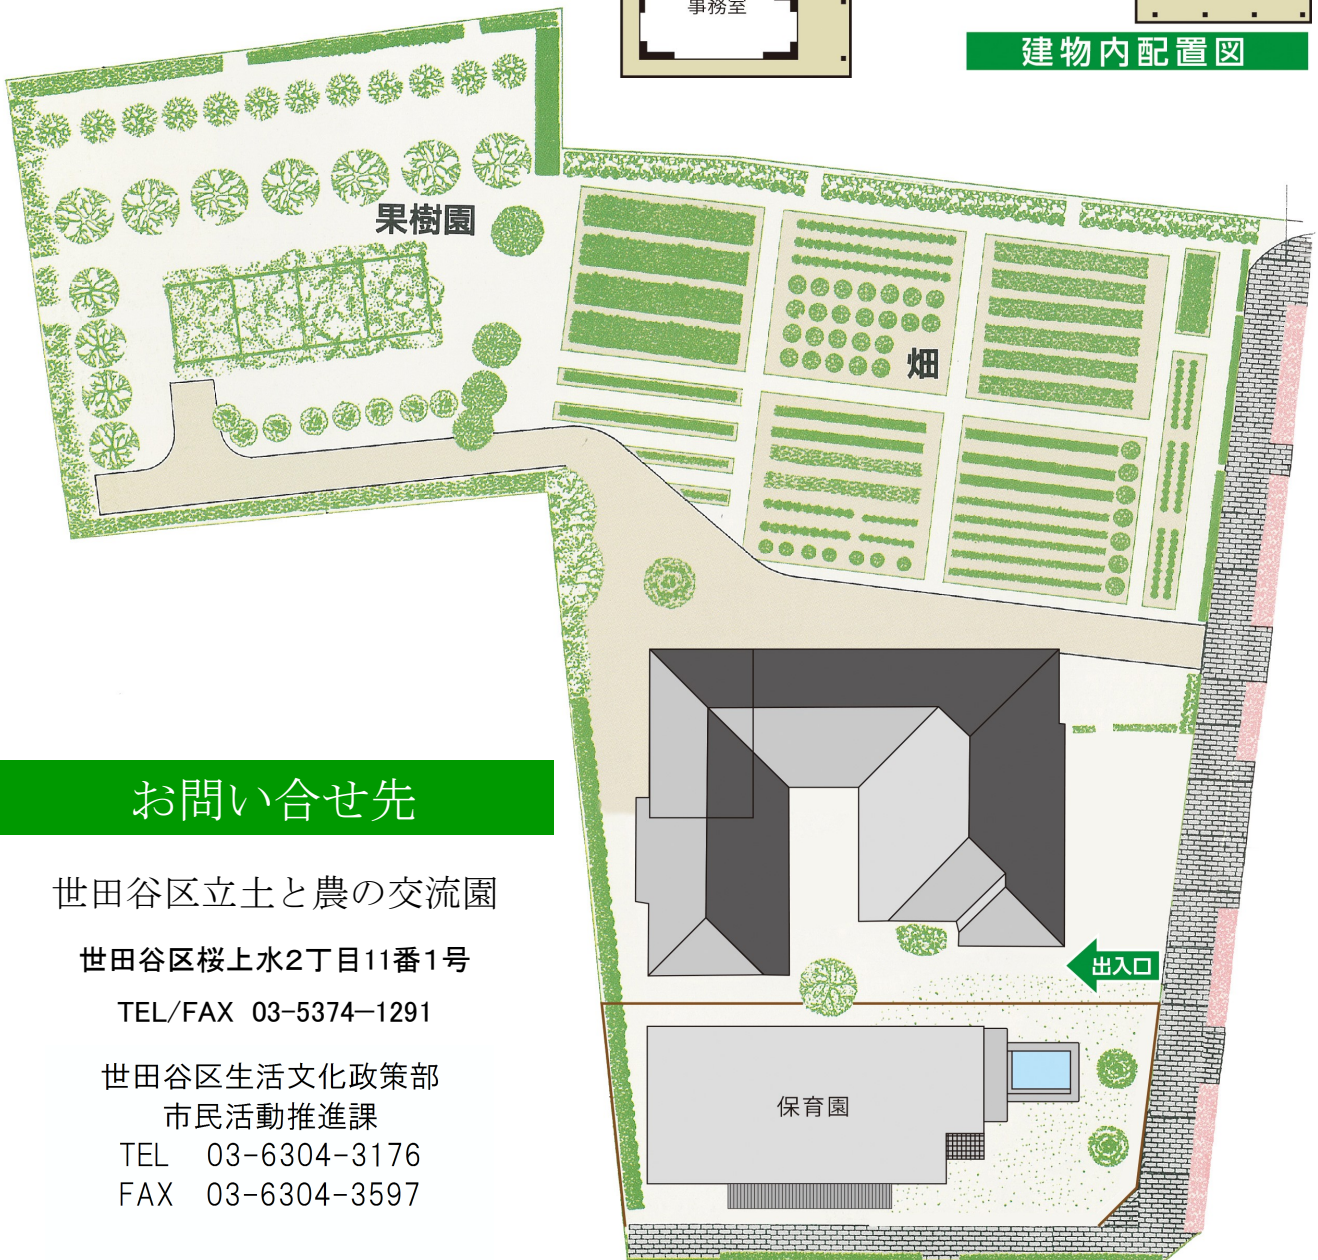 事務室
建物内配置図
果樹園
畑
お問い合せ先
世田谷区立土と農の交流園
世田谷区桜上水2丁目11番1号
TEL/FAX 03-5374-1291
出入口
世田谷区生活文化政策部
市民活動推進課
TEL 03-6304-3176
FAX 03-6304-3597
保育園